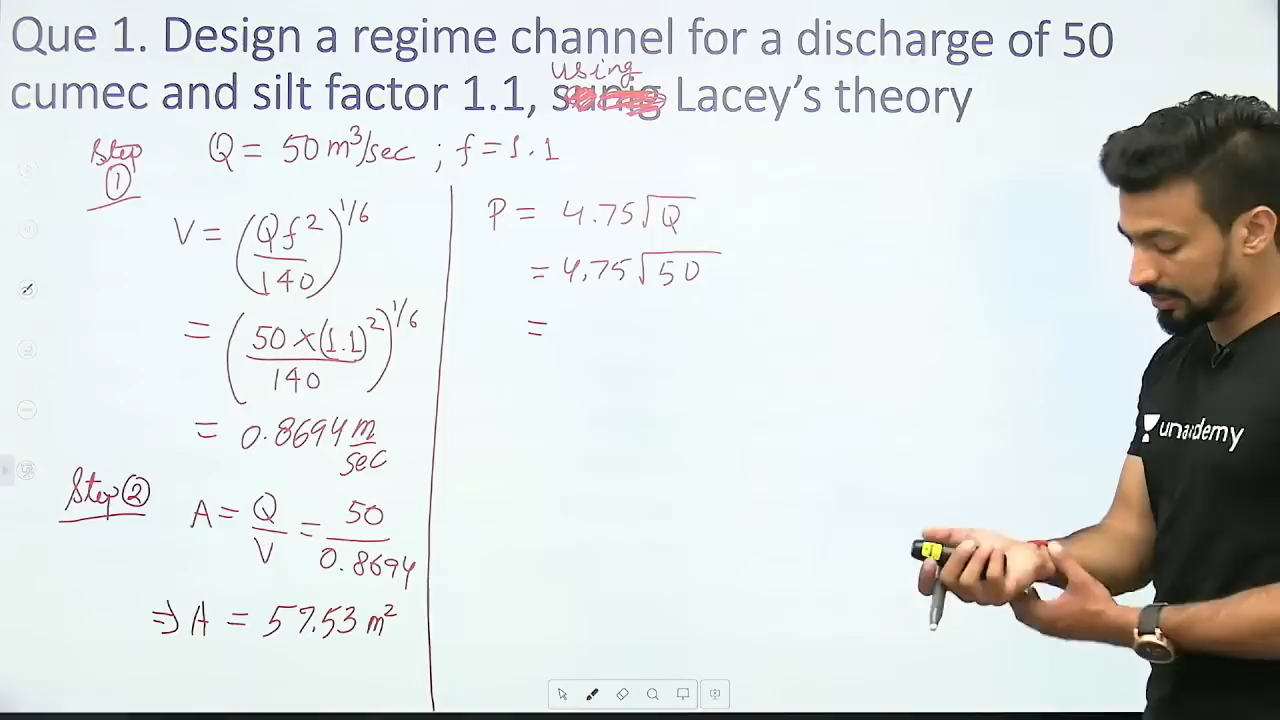 Que 1. Design a regime channel for a discharge of 50
using
cumec and silt factor 1.1, Lacey's theory
Step ①
Q = 50 m³/sec ; f = 1.1
V = (Qf²/140)^1/6
= (50 × (1.1)²/140)^1/6
= 0.8694 m/sec
Step ②
A = Q/V = 50/0.8694
⇒ A = 57.53 m²
P = 4.75√Q
= 4.75√50
=
unacademy